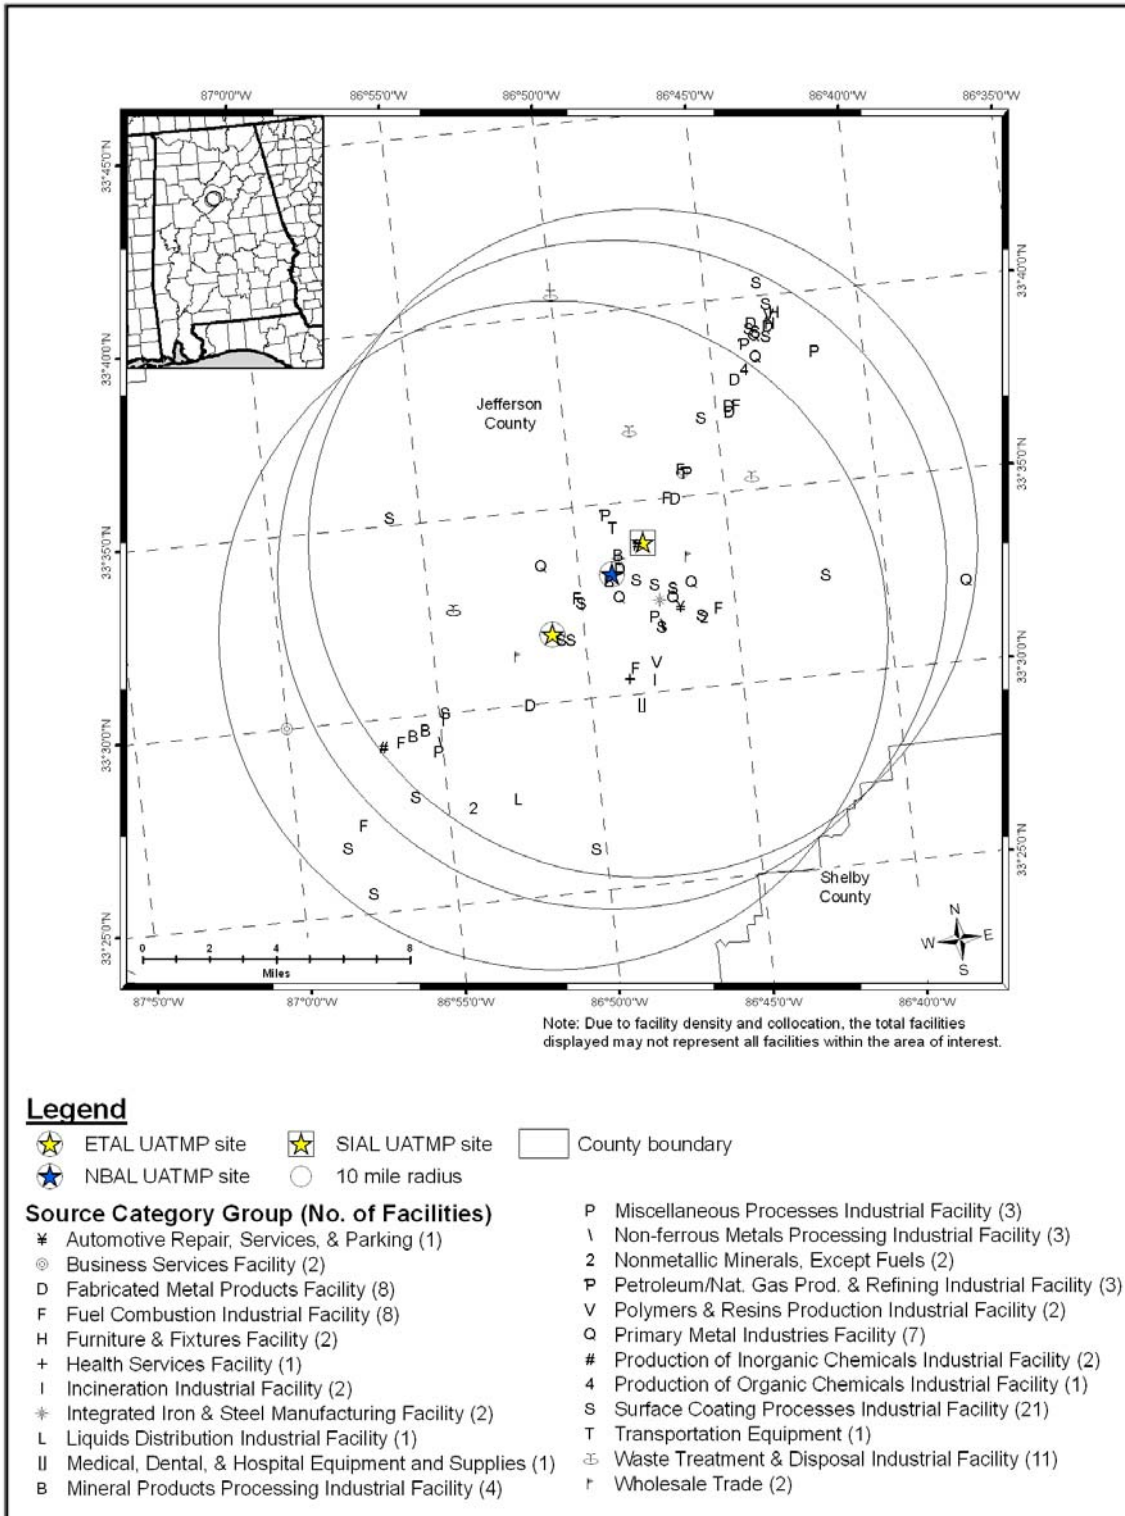 87°0'0"W 86°55'0"W 86°50'0"W 86°45'0"W 86°40'0"W 86°35'0"W
33°45'0"N
33°40'0"N
33°35'0"N
33°30'0"N
33°25'0"N
33°40'0"N
33°35'0"N
33°30'0"N
33°25'0"N
Jefferson
County
Shelby
County
N
W E
S
0 2 4 6 8
Miles
87°5'0"W 87°0'0"W 86°55'0"W 86°50'0"W 86°45'0"W 86°40'0"W
Note: Due to facility density and collocation, the total facilities
displayed may not represent all facilities within the area of interest.
Legend
ETAL UATMP site SIAL UATMP site County boundary
NBAL UATMP site 10 mile radius
Source Category Group (No. of Facilities)
¥ Automotive Repair, Services, & Parking (1)
Business Services Facility (2)
D Fabricated Metal Products Facility (8)
F Fuel Combustion Industrial Facility (8)
H Furniture & Fixtures Facility (2)
+ Health Services Facility (1)
I Incineration Industrial Facility (2)
Integrated Iron & Steel Manufacturing Facility (2)
L Liquids Distribution Industrial Facility (1)
Medical, Dental, & Hospital Equipment and Supplies (1)
B Mineral Products Processing Industrial Facility (4)
P Miscellaneous Processes Industrial Facility (3)
\ Non-ferrous Metals Processing Industrial Facility (3)
2 Nonmetallic Minerals, Except Fuels (2)
P Petroleum/Nat. Gas Prod. & Refining Industrial Facility (3)
V Polymers & Resins Production Industrial Facility (2)
Q Primary Metal Industries Facility (7)
# Production of Inorganic Chemicals Industrial Facility (2)
4 Production of Organic Chemicals Industrial Facility (1)
S Surface Coating Processes Industrial Facility (21)
T Transportation Equipment (1)
Waste Treatment & Disposal Industrial Facility (11)
Wholesale Trade (2)